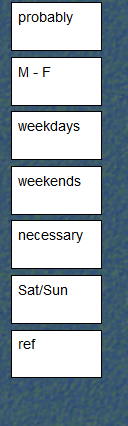 probably
M - F
weekdays
weekends
necessary
Sat/Sun
ref